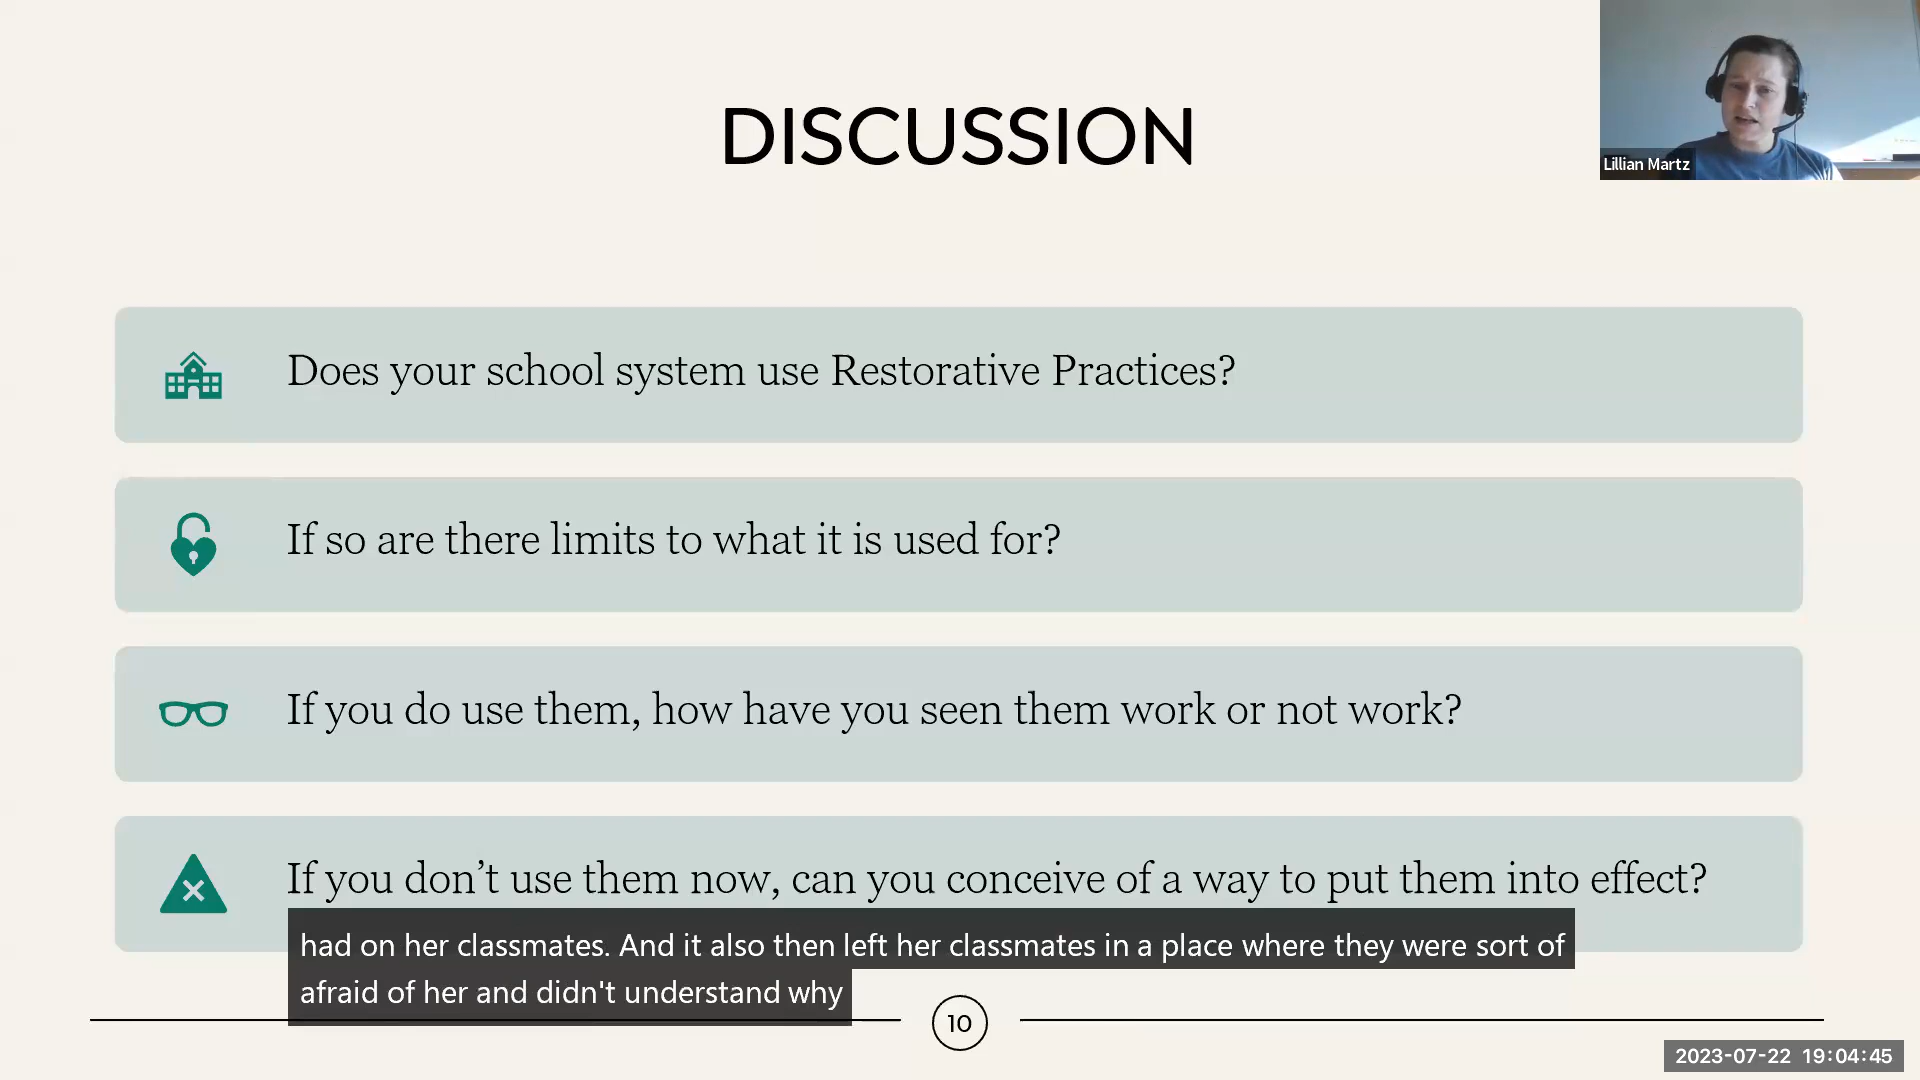 DISCUSSION
Lillian Martz
Does your school system use Restorative Practices?
If so are there limits to what it is used for?
If you do use them, how have you seen them work or not work?
If you don’t use them now, can you conceive of a way to put them into effect?
had on her classmates. And it also then left her classmates in a place where they were sort of
afraid of her and didn't understand why
10
2023-07-22 19:04:45